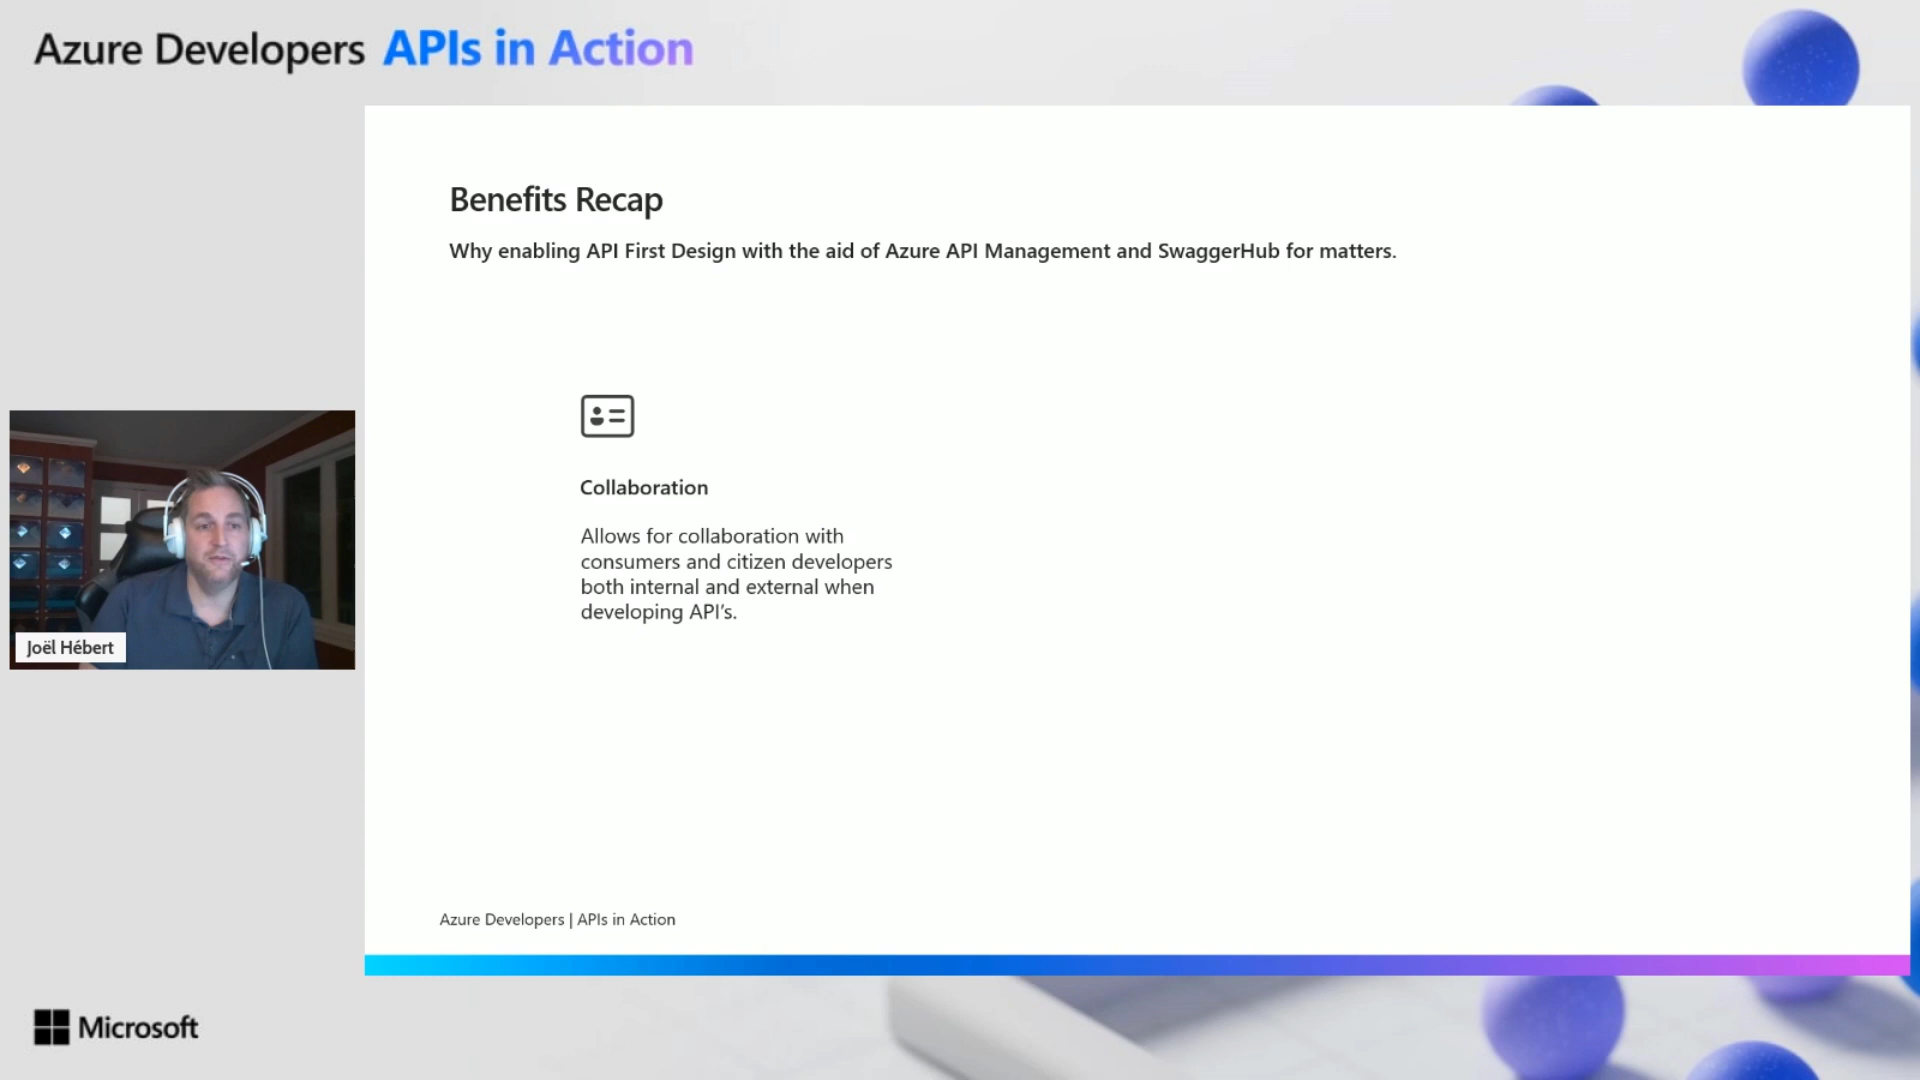 Azure Developers APIs in Action
Benefits Recap
Why enabling API First Design with the aid of Azure API Management and SwaggerHub for matters.
Collaboration
Allows for collaboration with
consumers and citizen developers
both internal and external when
developing API’s.
Joël Hébert
Azure Developers | APIs in Action
Microsoft